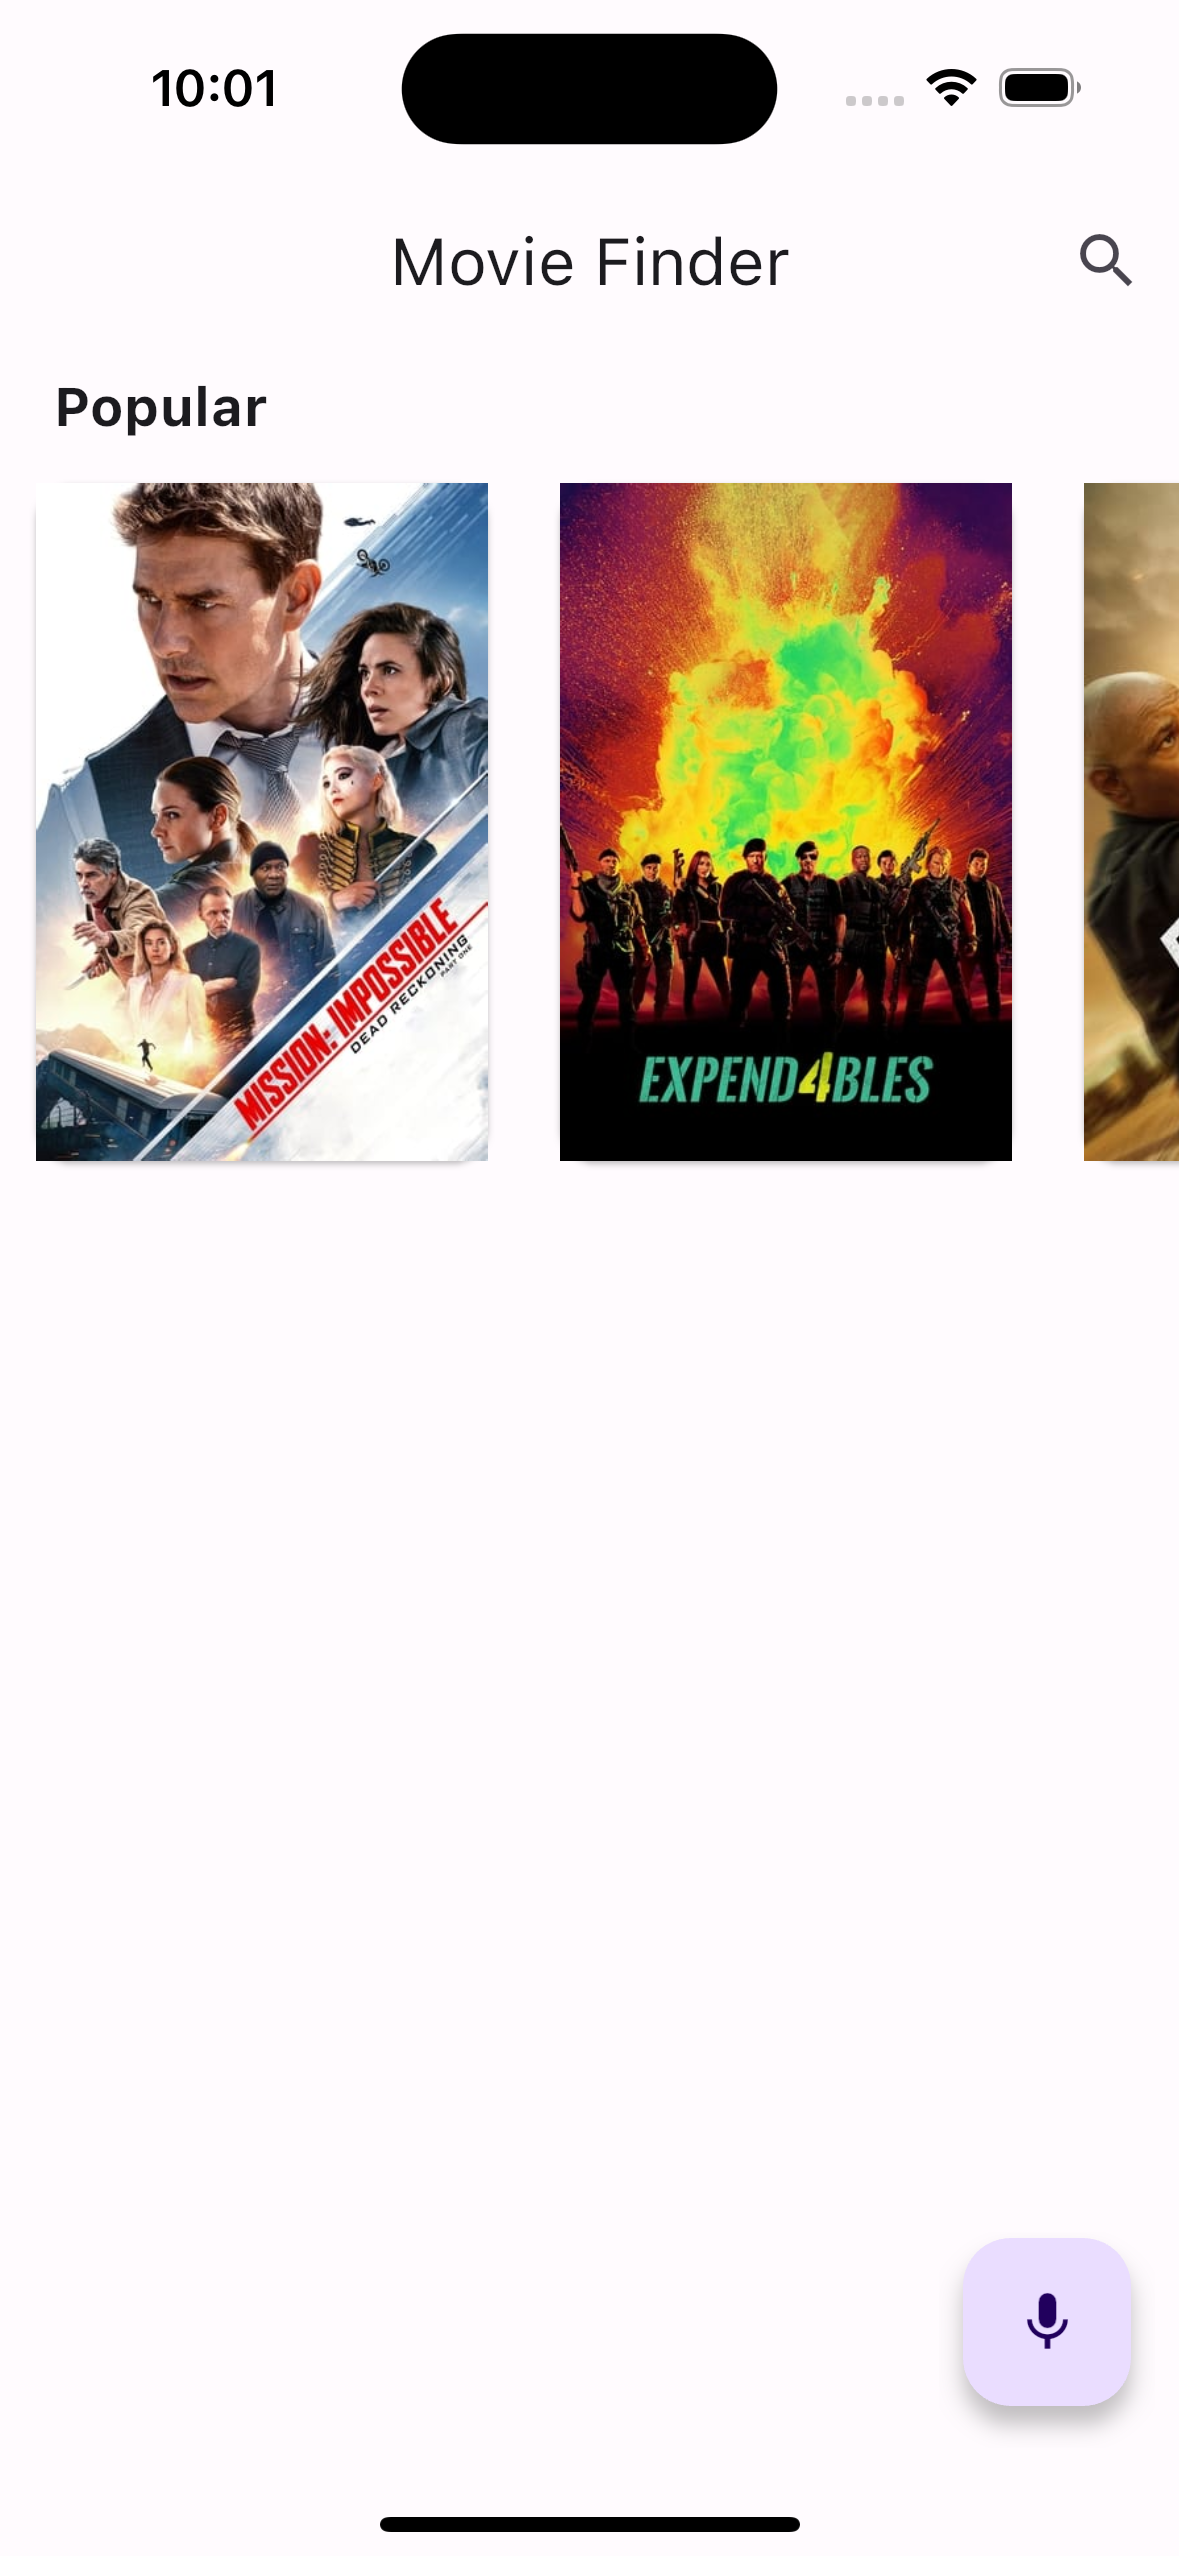 10:01
Movie Finder
Popular
MISSION: IMPOSSIBLE
DEAD RECKONING
PART ONE
EXPEND4BLES